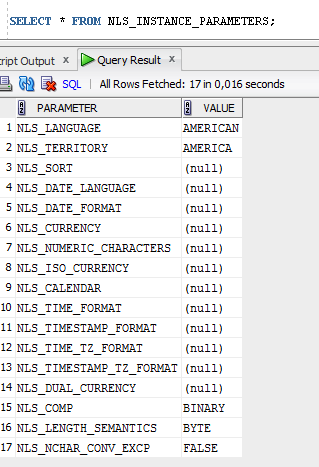 SELECT * FROM NLS_INSTANCE_PARAMETERS;
ript Output x Query Result x
SQL | All Rows Fetched: 17 in 0,016 seconds
PARAMETER VALUE
1 NLS_LANGUAGE AMERICAN
2 NLS_TERRITORY AMERICA
3 NLS_SORT (null)
4 NLS_DATE_LANGUAGE (null)
5 NLS_DATE_FORMAT (null)
6 NLS_CURRENCY (null)
7 NLS_NUMERIC_CHARACTERS (null)
8 NLS_ISO_CURRENCY (null)
9 NLS_CALENDAR (null)
10 NLS_TIME_FORMAT (null)
11 NLS_TIMESTAMP_FORMAT (null)
12 NLS_TIME_TZ_FORMAT (null)
13 NLS_TIMESTAMP_TZ_FORMAT (null)
14 NLS_DUAL_CURRENCY (null)
15 NLS_COMP BINARY
16 NLS_LENGTH_SEMANTICS BYTE
17 NLS_NCHAR_CONV_EXCP FALSE